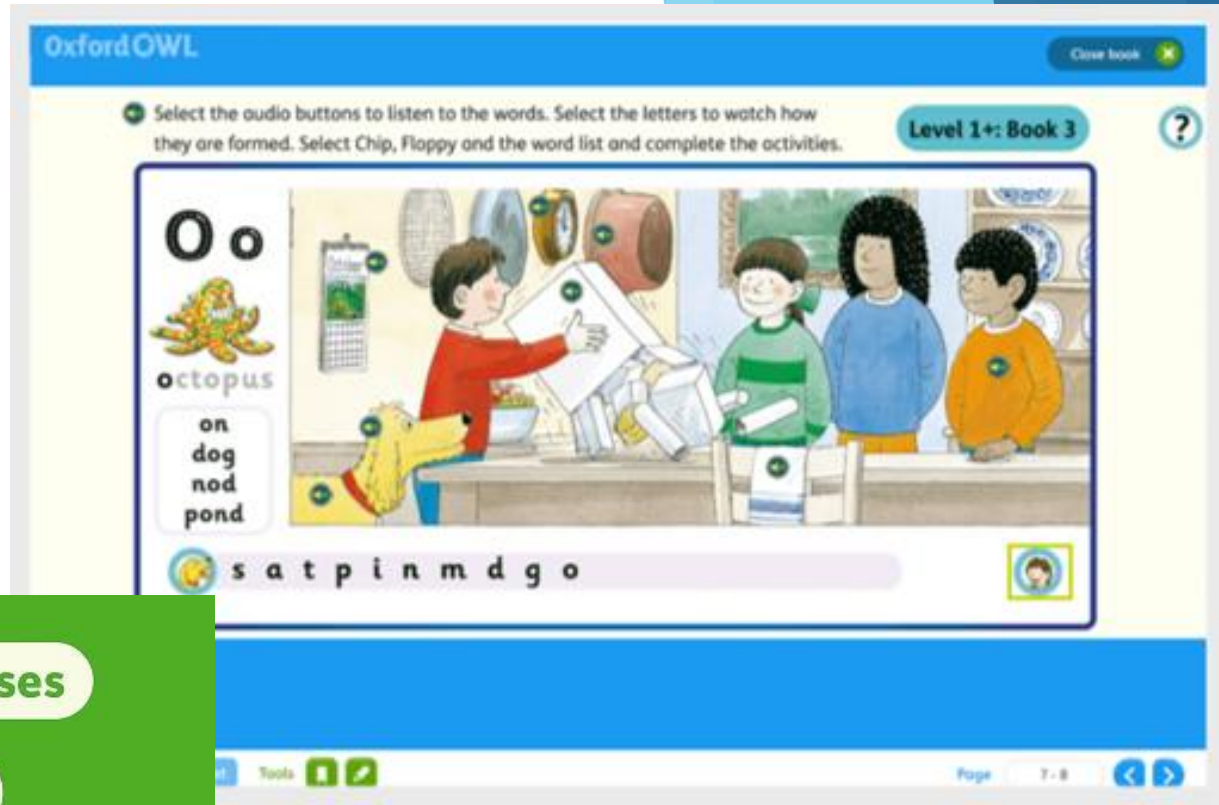 Oxford OWL
Close book
Select the audio buttons to listen to the words. Select the letters to watch how
they are formed. Select Chip, Floppy and the word list and complete the activities.
Level 1+: Book 3
?
O o
October
octopus
on
dog
nod
pond
s a t p i n m d g o
ses
Tools
Page 7 - 8